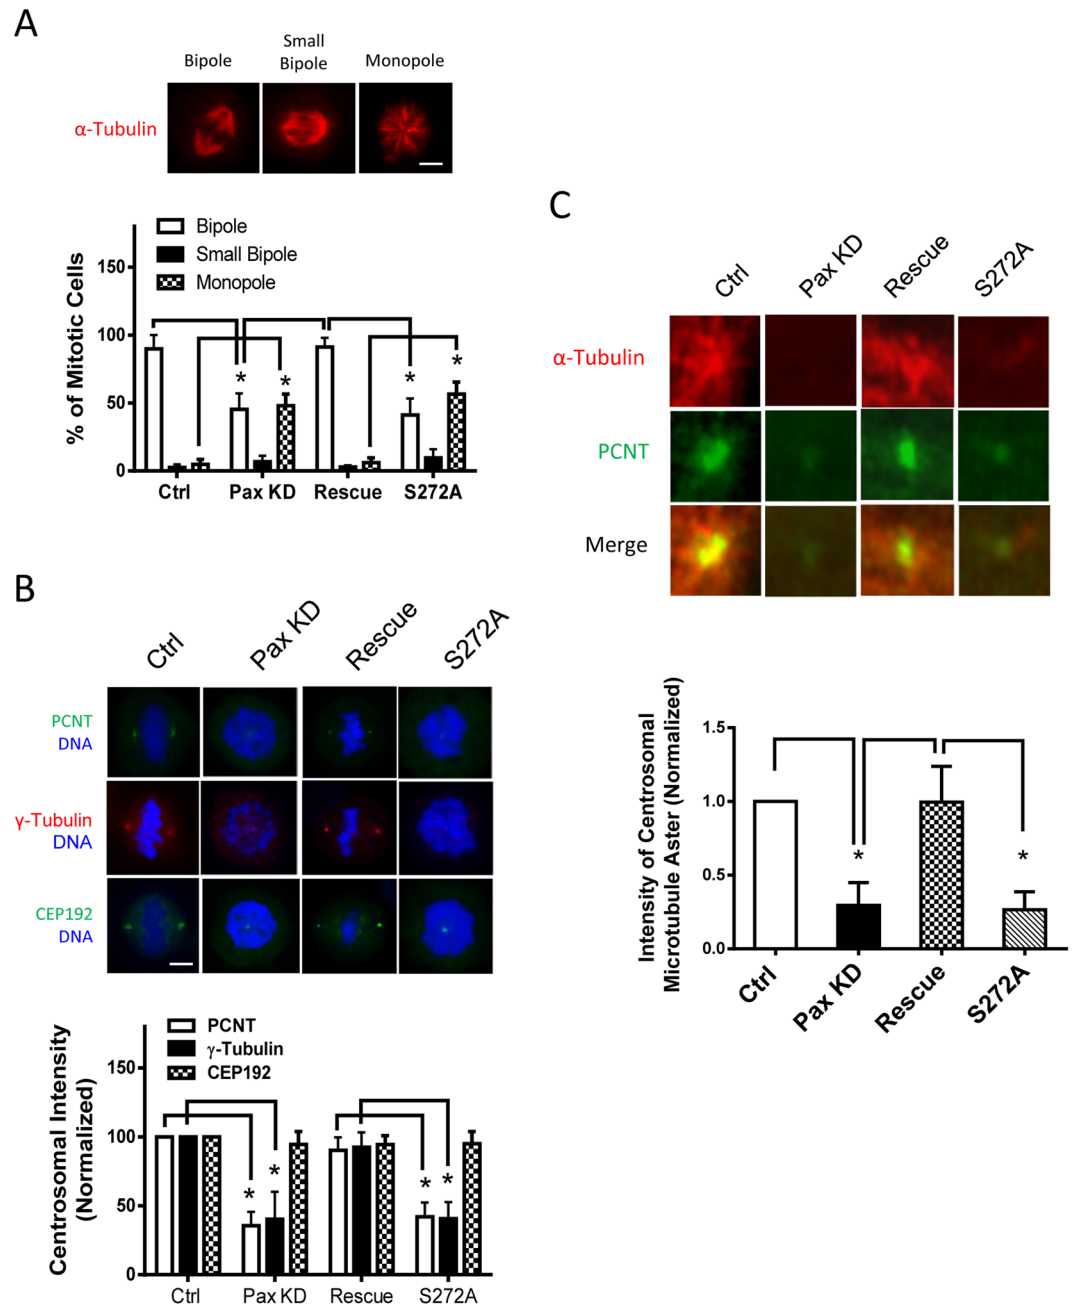 A
Bipole
Small
Bipole
Monopole
α-Tubulin
Bipole
Small Bipole
Monopole
% of Mitotic Cells
150
100
50
0
* * * *
Ctrl Pax KD Rescue S272A
B
Ctrl Pax KD Rescue S272A
PCNT
DNA
γ-Tubulin
DNA
CEP192
DNA
PCNT
γ-Tubulin
CEP192
Centrosomal Intensity
(Normalized)
150
100
50
0
* * * *
Ctrl Pax KD Rescue S272A
C
Ctrl Pax KD Rescue S272A
α-Tubulin
PCNT
Merge
Intensity of Centrosomal
Microtubule Aster (Normalized)
1.5
1.0
0.5
0.0
* *
Ctrl Pax KD Rescue S272A